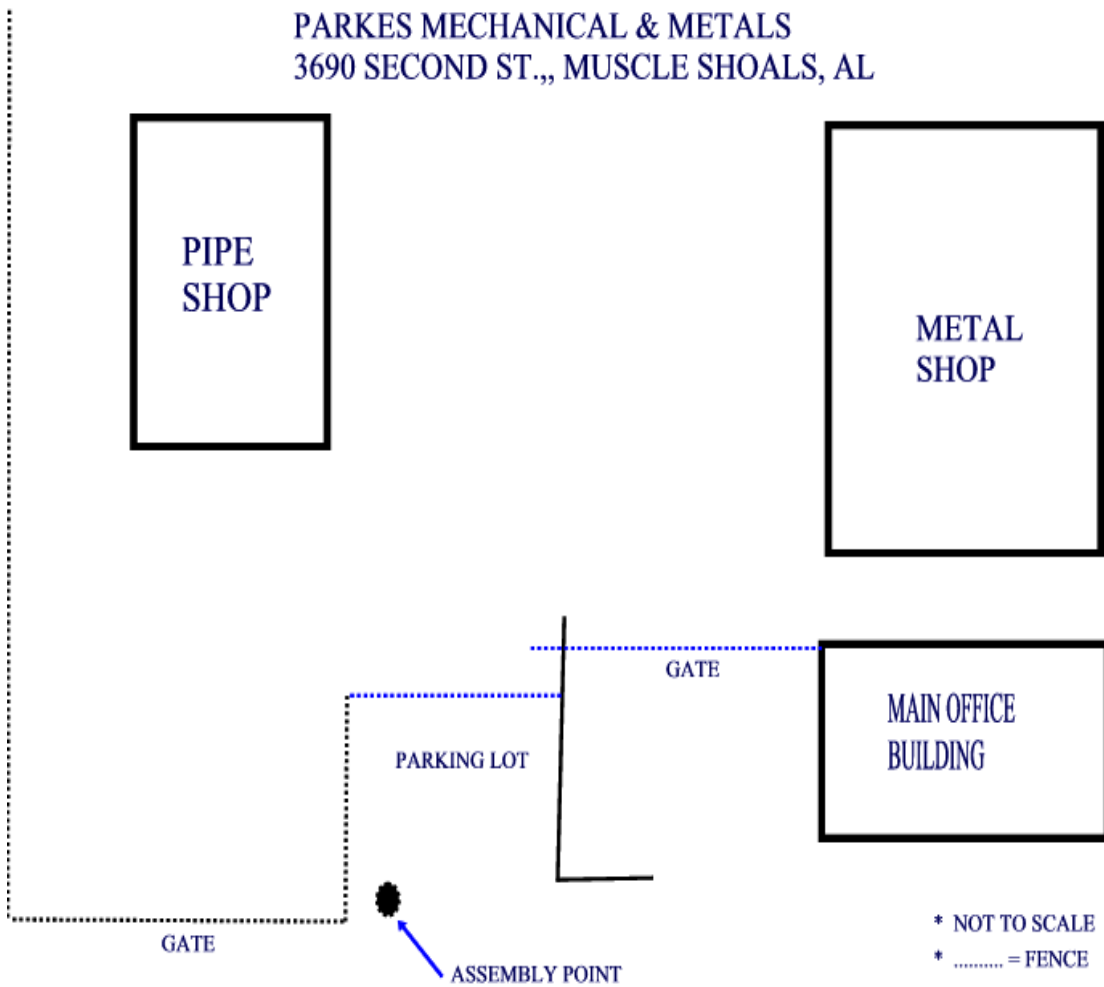 PARKES MECHANICAL & METALS
3690 SECOND ST.,,, MUSCLE SHOALS, AL
PIPE
SHOP
METAL
SHOP
GATE
MAIN OFFICE
BUILDING
PARKING LOT
GATE
ASSEMBLY POINT
* NOT TO SCALE
* .......... = FENCE